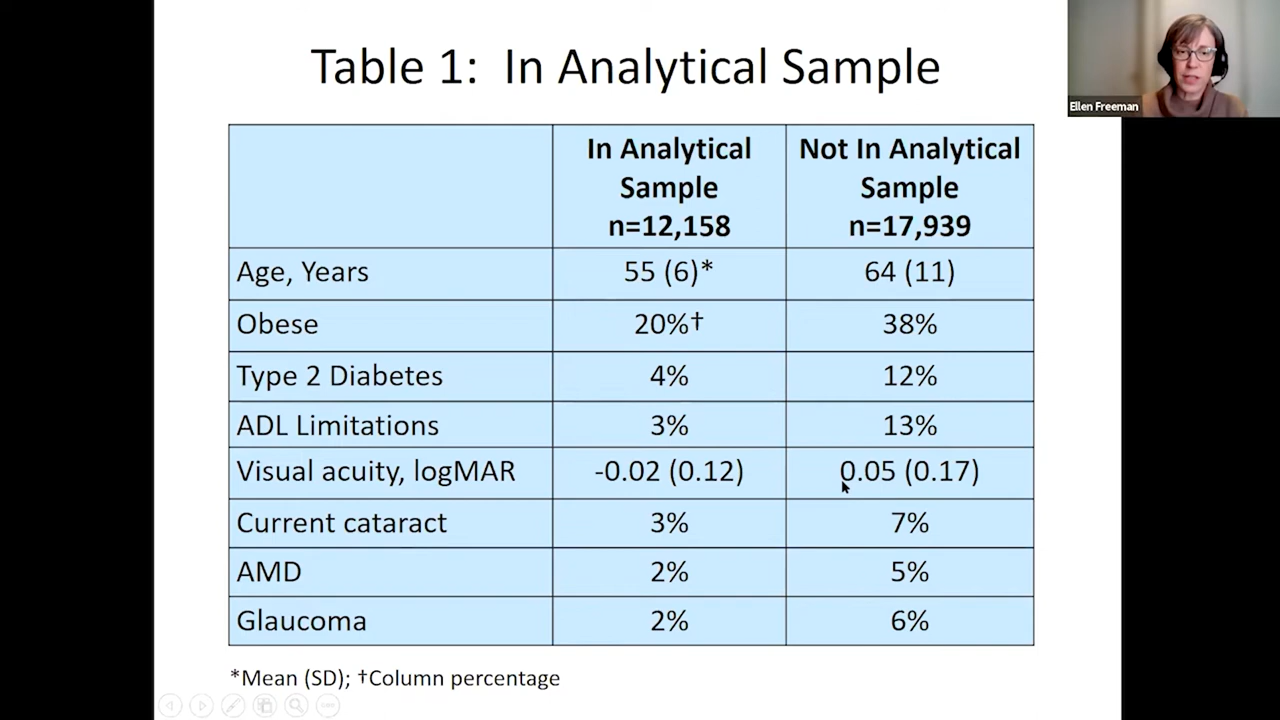 Table 1: In Analytical Sample
Ellen Freeman
In Analytical
Sample
n=12,158
Not In Analytical
Sample
n=17,939
Age, Years 55 (6)* 64 (11)
Obese 20%† 38%
Type 2 Diabetes 4% 12%
ADL Limitations 3% 13%
Visual acuity, logMAR -0.02 (0.12) 0.05 (0.17)
Current cataract 3% 7%
AMD 2% 5%
Glaucoma 2% 6%
*Mean (SD); †Column percentage